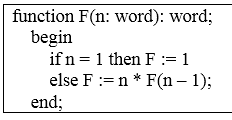 function F(n: word): word;
begin
if n = 1 then F := 1
else F := n * F(n – 1);
end;